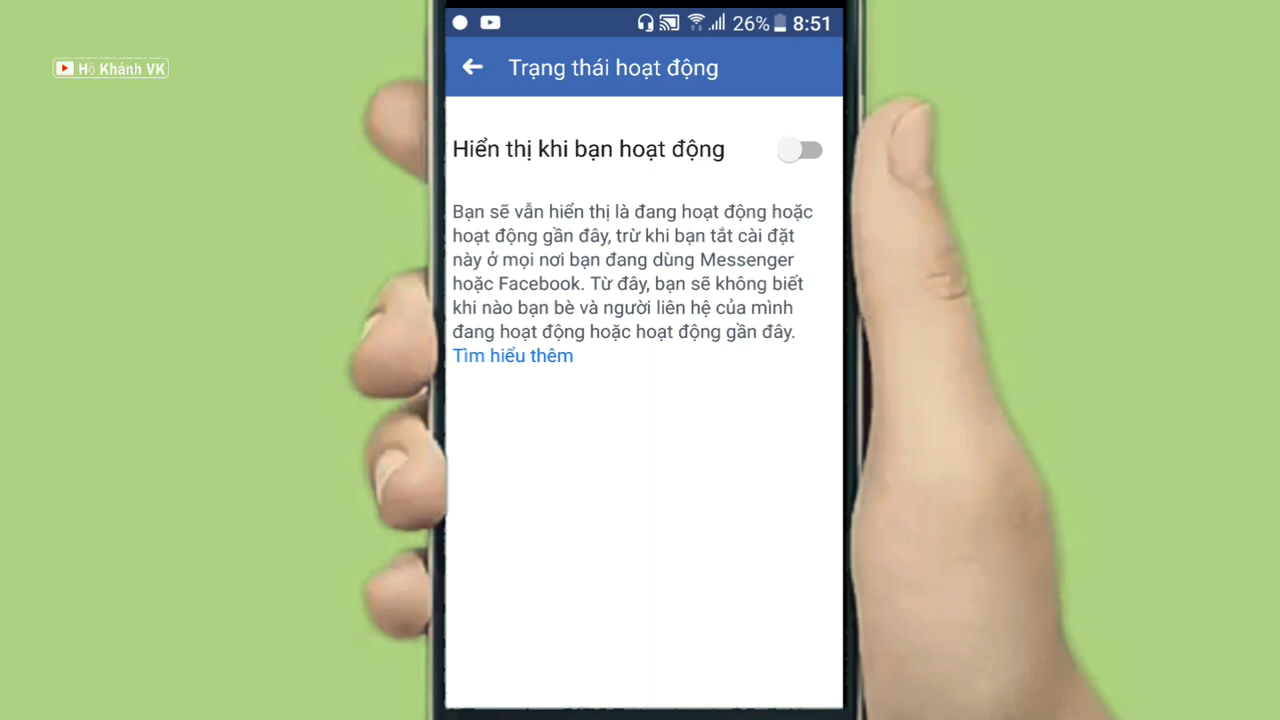 Hồ Khánh VK
26% 8:51
Trạng thái hoạt động
Hiển thị khi bạn hoạt động
Bạn sẽ vẫn hiển thị là đang hoạt động hoặc
hoạt động gần đây, trừ khi bạn tắt cài đặt
này ở mọi nơi bạn đang dùng Messenger
hoặc Facebook. Từ đây, bạn sẽ không biết
khi nào bạn bè và người liên hệ của mình
đang hoạt động hoặc hoạt động gần đây.
Tìm hiểu thêm